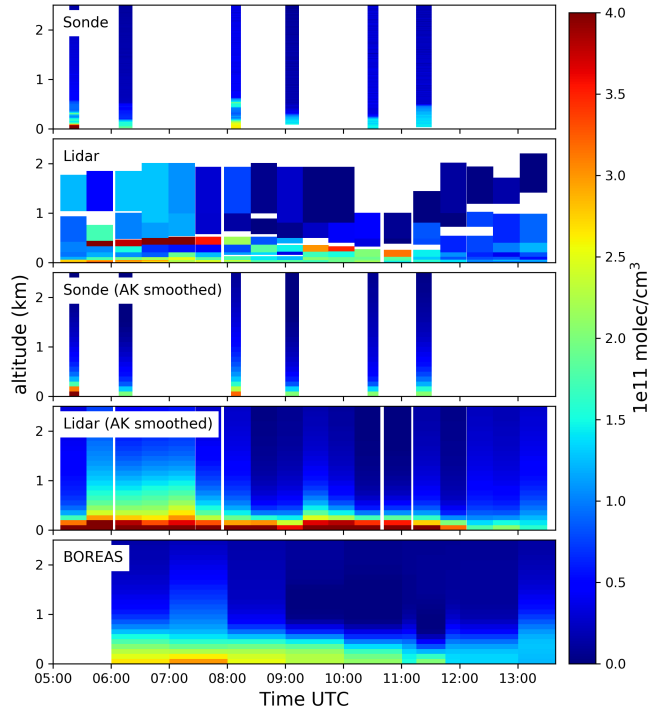 Sonde
2
1
0
Lidar
2
1
0
Sonde (AK smoothed)
2
1
0
Lidar (AK smoothed)
2
1
0
BOREAS
2
1
0
05:00 06:00 07:00 08:00 09:00 10:00 11:00 12:00 13:00
Time UTC
altitude (km)
4.0
3.5
3.0
2.5
2.0
1.5
1.0
0.5
0.0
1e11 molec/cm³